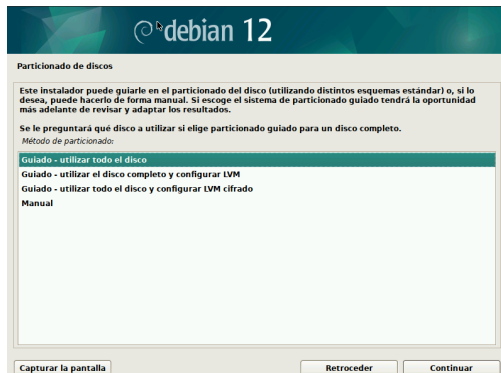 debian 12
Particionado de discos
Este instalador puede guiarle en el particionado del disco (utilizando distintos esquemas estándar) o, si lo
desea, puede hacerlo de forma manual. Si escoge el sistema de particionado guiado tendrá la oportunidad
más adelante de revisar y adaptar los resultados.
Se le preguntará qué disco a utilizar si elige particionado guiado para un disco completo.
Método de particionado:
Guiado - utilizar todo el disco
Guiado - utilizar el disco completo y configurar LVM
Guiado - utilizar todo el disco y configurar LVM cifrado
Manual
Capturar la pantalla
Retroceder
Continuar